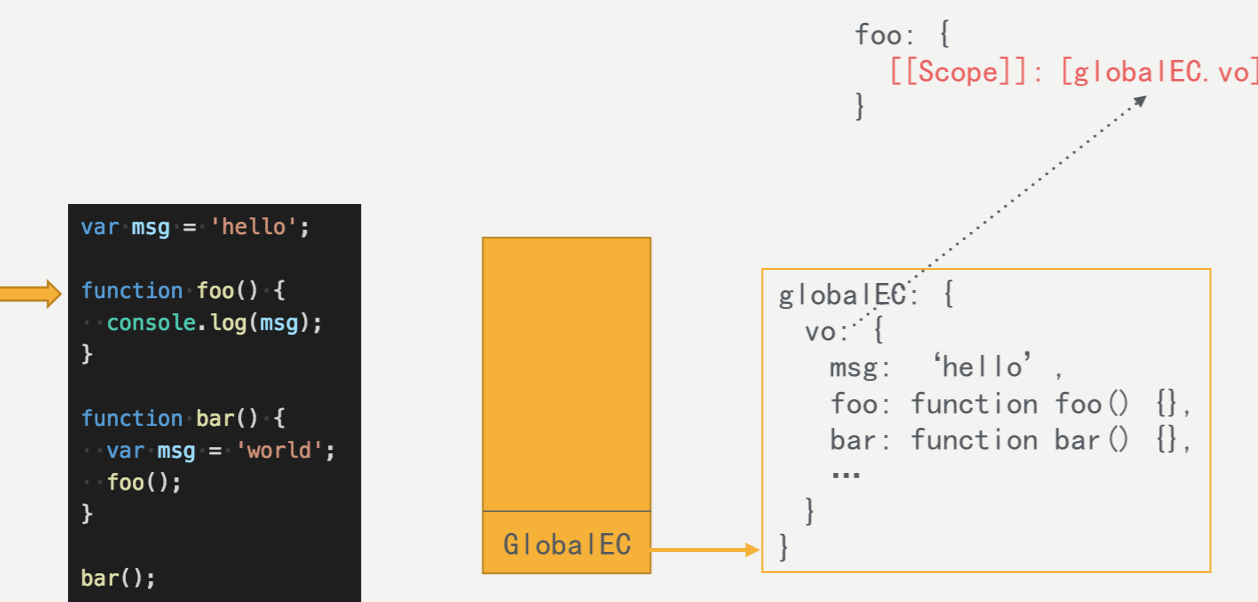 foo: {
[[Scope]]: [globalEC.vo]
}
var msg = 'hello';
function foo() {
console.log(msg);
}
function bar() {
var msg = 'world';
foo();
}
bar();
GlobalEC
globalEC: {
vo: {
msg: ‘hello’,
foo: function foo() {},
bar: function bar() {},
…
}
}